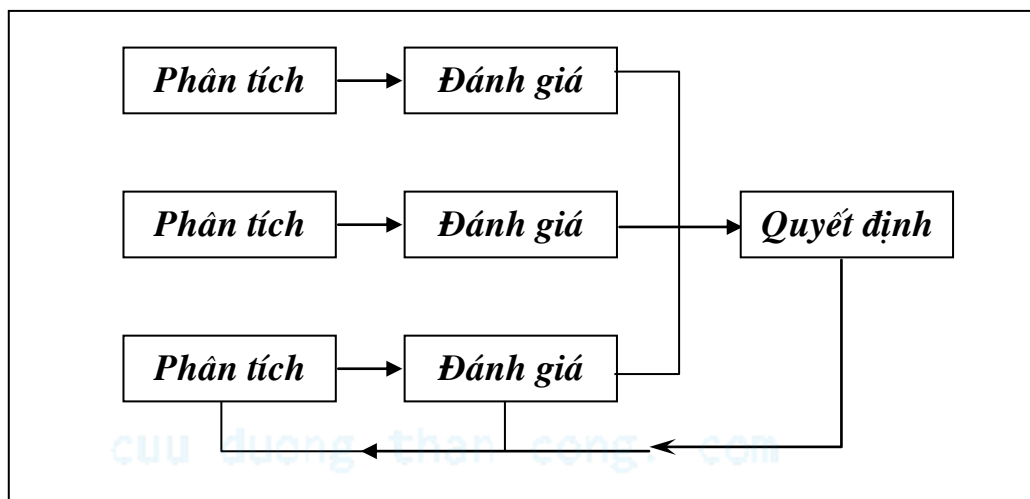 Phân tích
Đánh giá
Phân tích
Đánh giá
Quyết định
Phân tích
Đánh giá
cuu duong than cong. com